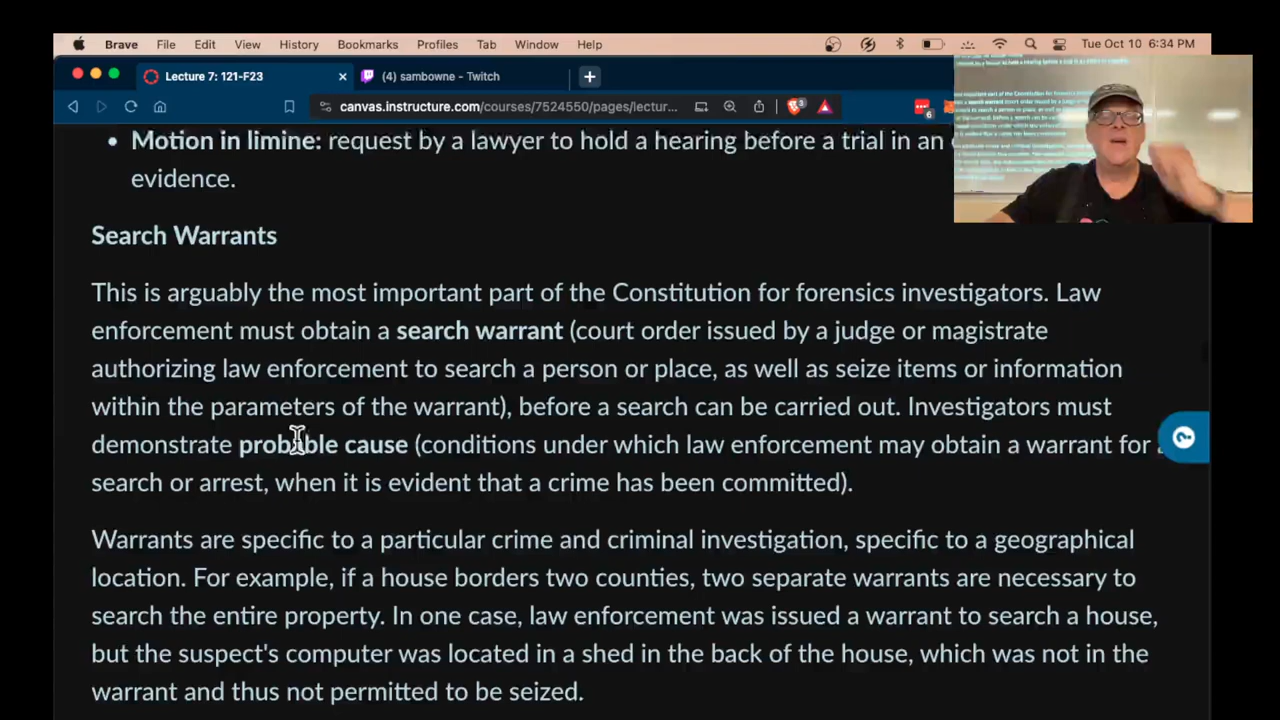 Brave File Edit View History Bookmarks Profiles Tab Window Help Tue Oct 10 6:34 PM
Lecture 7: 121-F23 (4) sambowne - Twitch
canvas.instructure.com/courses/7524550/pages/lectur... 3 6
Motion in limine: request by a lawyer to hold a hearing before a trial in an
evidence.
Search Warrants
This is arguably the most important part of the Constitution for forensics investigators. Law
enforcement must obtain a search warrant (court order issued by a judge or magistrate
authorizing law enforcement to search a person or place, as well as seize items or information
within the parameters of the warrant), before a search can be carried out. Investigators must
demonstrate probable cause (conditions under which law enforcement may obtain a warrant for a
search or arrest, when it is evident that a crime has been committed).
Warrants are specific to a particular crime and criminal investigation, specific to a geographical
location. For example, if a house borders two counties, two separate warrants are necessary to
search the entire property. In one case, law enforcement was issued a warrant to search a house,
but the suspect's computer was located in a shed in the back of the house, which was not in the
warrant and thus not permitted to be seized.